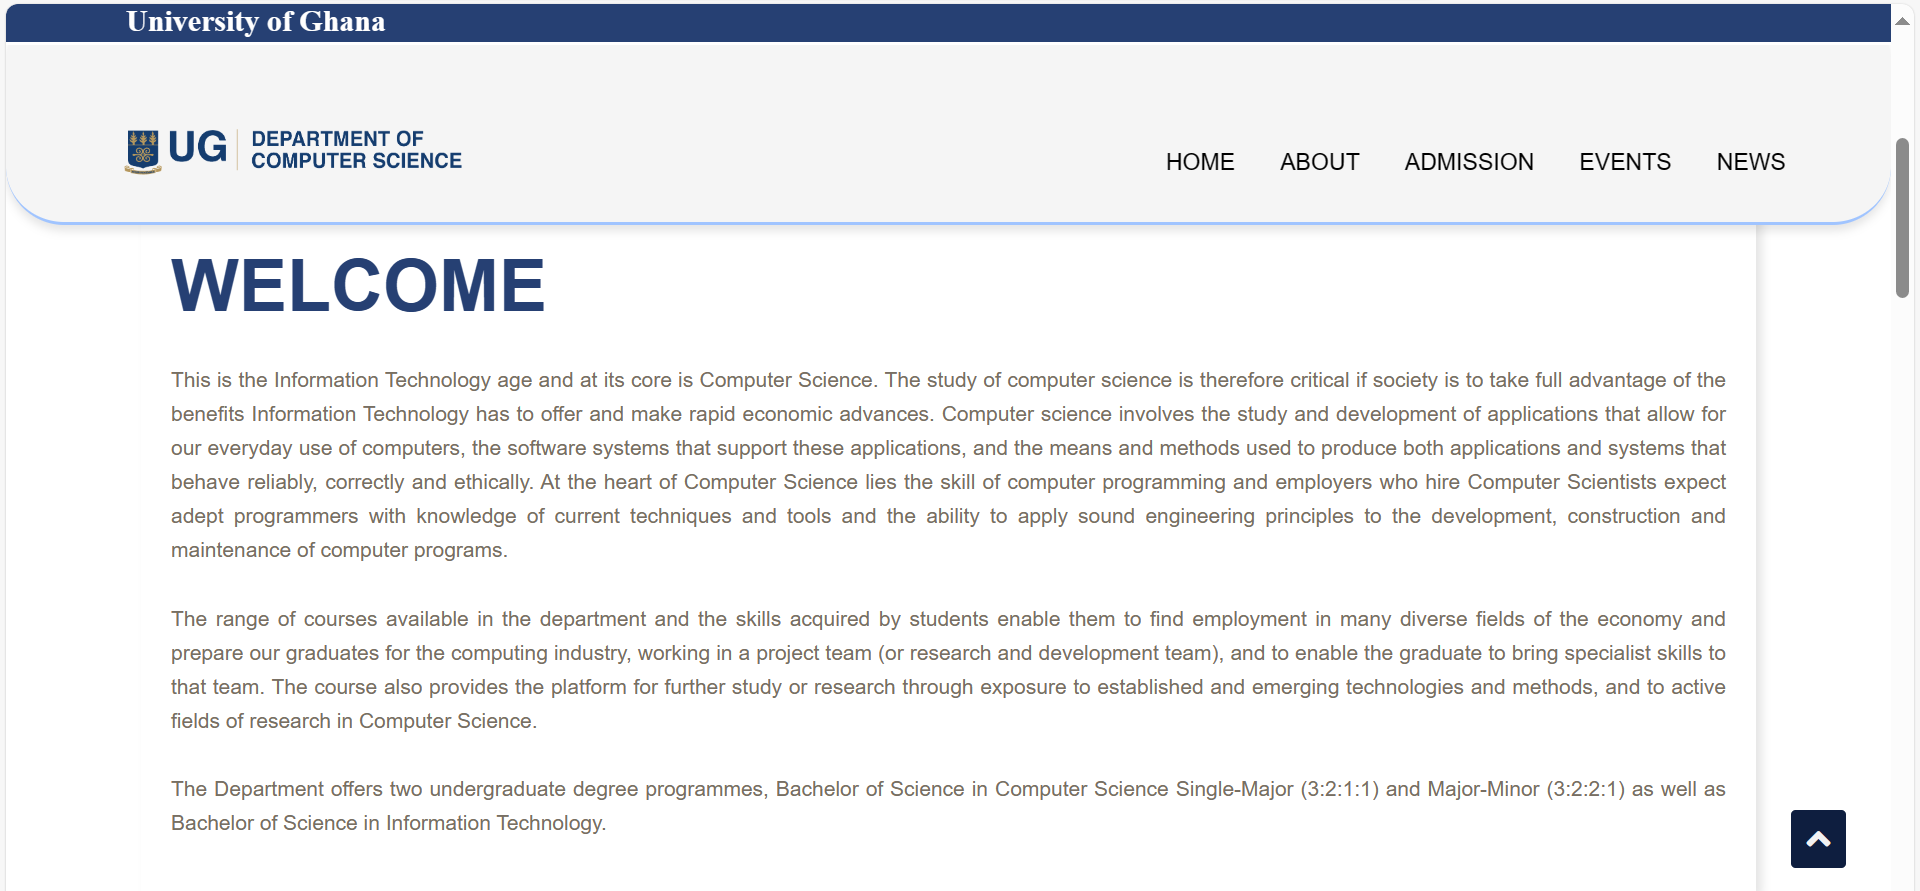 University of Ghana
UG
DEPARTMENT OF
COMPUTER SCIENCE
HOME ABOUT ADMISSION EVENTS NEWS
WELCOME
This is the Information Technology age and at its core is Computer Science. The study of computer science is therefore critical if society is to take full advantage of the
benefits Information Technology has to offer and make rapid economic advances. Computer science involves the study and development of applications that allow for
our everyday use of computers, the software systems that support these applications, and the means and methods used to produce both applications and systems that
behave reliably, correctly and ethically. At the heart of Computer Science lies the skill of computer programming and employers who hire Computer Scientists expect
adept programmers with knowledge of current techniques and tools and the ability to apply sound engineering principles to the development, construction and
maintenance of computer programs.
The range of courses available in the department and the skills acquired by students enable them to find employment in many diverse fields of the economy and
prepare our graduates for the computing industry, working in a project team (or research and development team), and to enable the graduate to bring specialist skills to
that team. The course also provides the platform for further study or research through exposure to established and emerging technologies and methods, and to active
fields of research in Computer Science.
The Department offers two undergraduate degree programmes, Bachelor of Science in Computer Science Single-Major (3:2:1:1) and Major-Minor (3:2:2:1) as well as
Bachelor of Science in Information Technology.